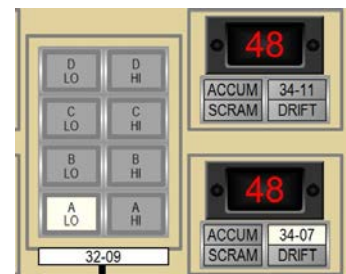 D LO
D HI
C LO
C HI
B LO
B HI
A LO
A HI
32-09
48
ACCUM 34-11
SCRAM DRIFT
48
ACCUM 34-07
SCRAM DRIFT